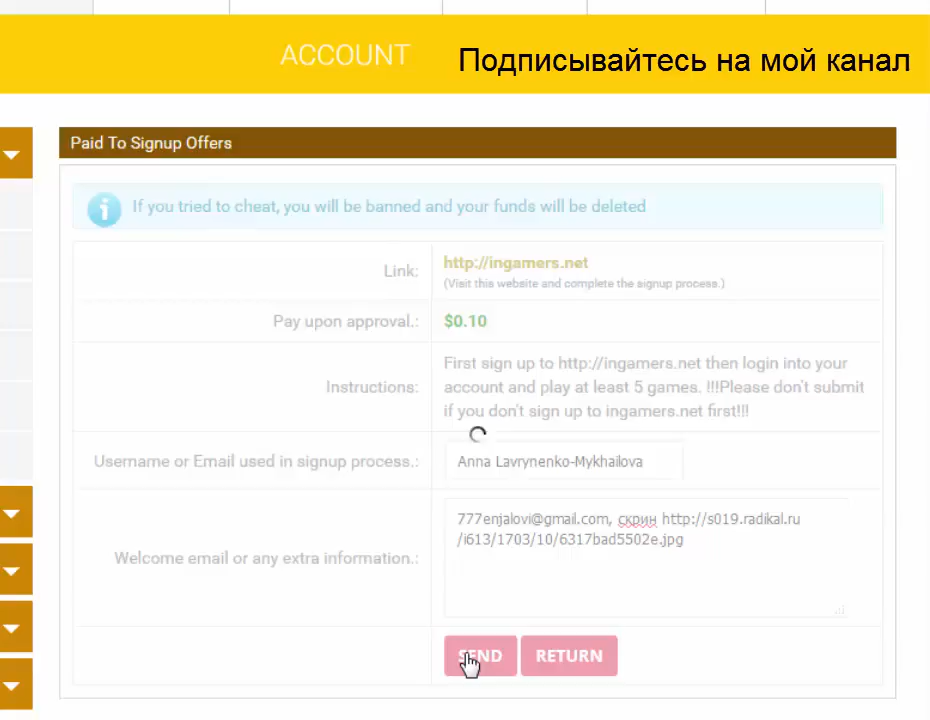 ACCOUNT
Подписывайтесь на мой канал
Paid To Signup Offers
If you tried to cheat, you will be banned and your funds will be deleted
Link:
http://ingamers.net
(Visit this website and complete the signup process.)
Pay upon approval.:
$0.10
Instructions:
First sign up to http://ingamers.net then login into your
account and play at least 5 games. !!!Please don't submit
if you don't sign up to ingamers.net first!!!
Username or Email used in signup process.:
Anna Lavrynenko-Mykhailova
Welcome email or any extra information.:
777enjalovi@gmail.com, скрин http://s019.radikal.ru
/i613/1703/10/6317bad5502e.jpg
SEND
RETURN